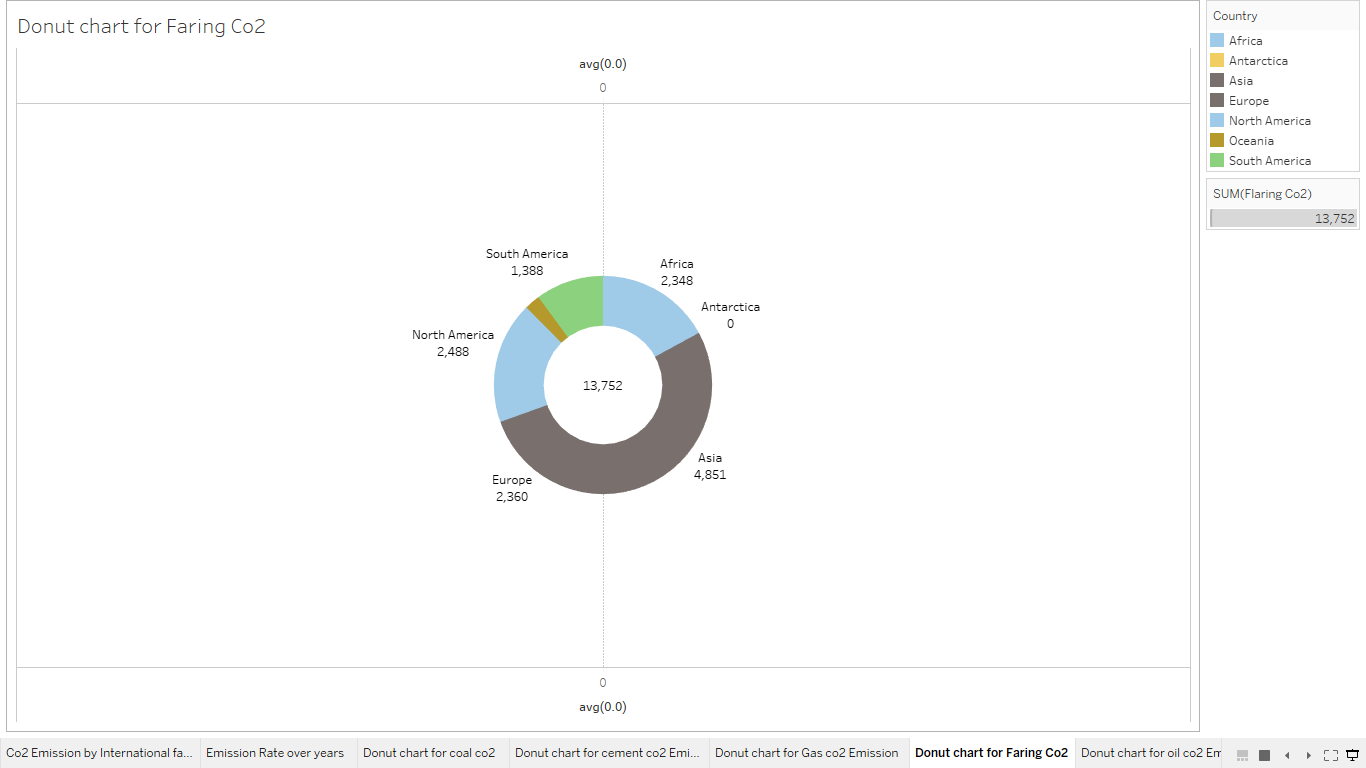 Donut chart for Faring Co2
avg(0.0)
0
South America
1,388
Africa
2,348
Antarctica
0
North America
2,488
13,752
Asia
4,851
Europe
2,360
0
avg(0.0)
Country
Africa
Antarctica
Asia
Europe
North America
Oceania
South America
SUM(Flaring Co2)
13,752
Co2 Emission by International fa...
Emission Rate over years
Donut chart for coal co2
Donut chart for cement co2 Emi...
Donut chart for Gas co2 Emission
Donut chart for Faring Co2
Donut chart for oil co2 Em